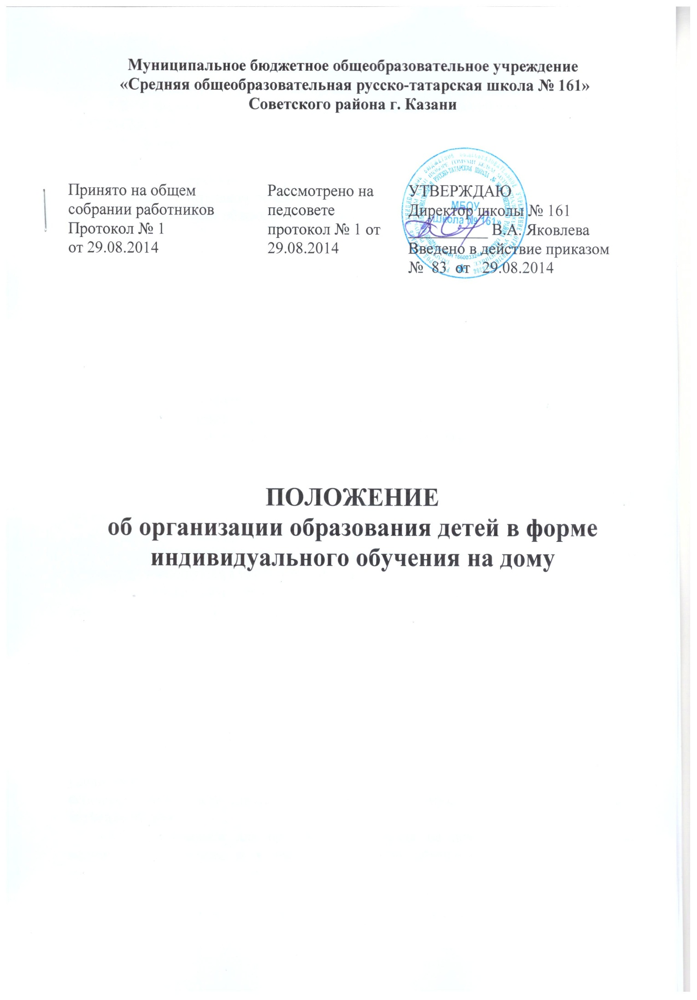 Муниципальное бюджетное общеобразовательное учреждение
«Средняя общеобразовательная русско-татарская школа № 161»
Советского района г. Казани
Принято на общем
собрании работников
Протокол № 1
от 29.08.2014
Рассмотрено на
педсовете
протокол № 1 от
29.08.2014
УТВЕРЖДАЮ
Директор школы № 161
__________ В.А. Яковлева
Введено в действие приказом
№ 83 от 29.08.2014
МБОУ
«Школа № 161»
ПОЛОЖЕНИЕ
об организации образования детей в форме
индивидуального обучения на дому